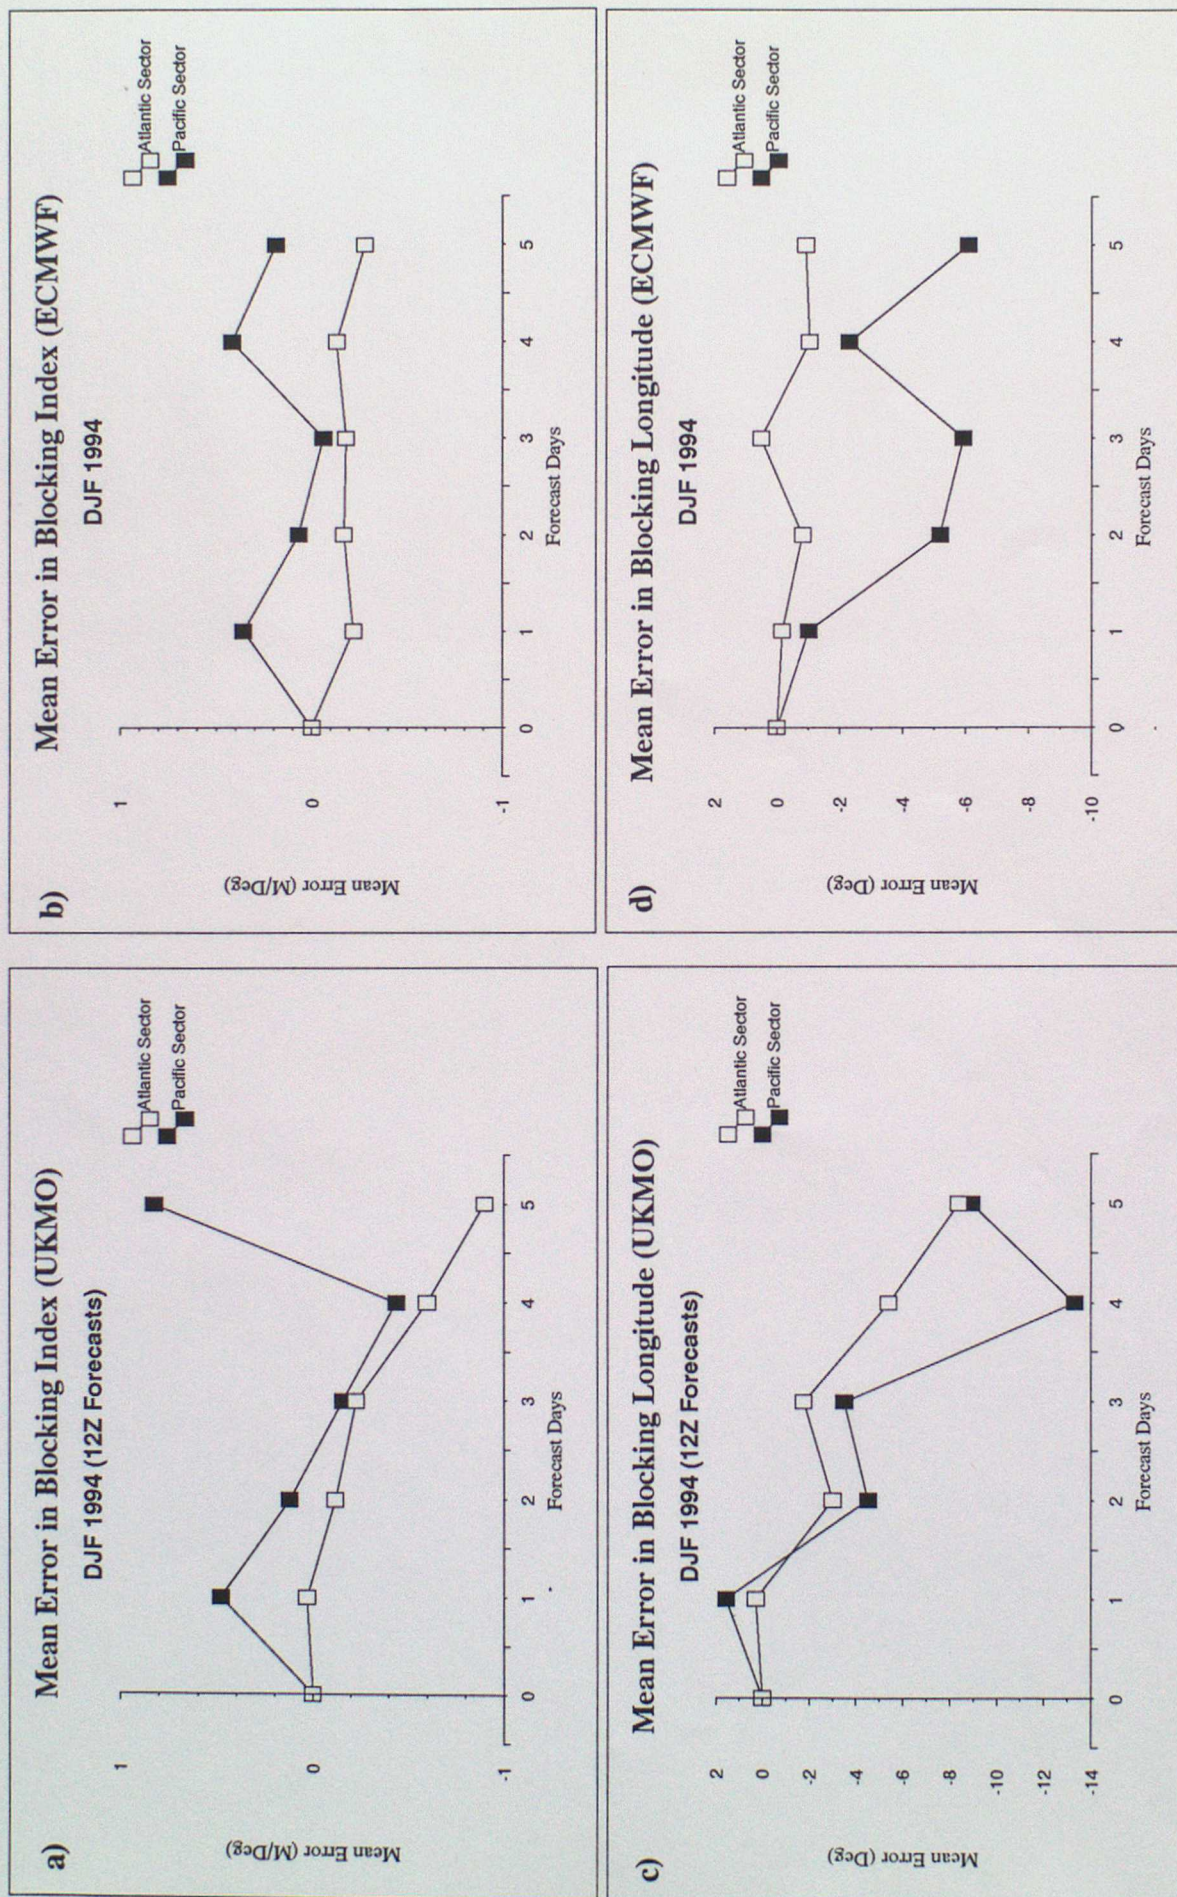 a)
Mean Error in Blocking Index (UKMO)
DJF 1994 (12Z Forecasts)
Atlantic Sector
Pacific Sector
Mean Error (M/Deg)
1
0
-1
0 1 2 3 4 5
Forecast Days
b)
Mean Error in Blocking Index (ECMWF)
DJF 1994
Atlantic Sector
Pacific Sector
Mean Error (M/Deg)
1
0
-1
0 1 2 3 4 5
Forecast Days
c)
Mean Error in Blocking Longitude (UKMO)
DJF 1994 (12Z Forecasts)
Atlantic Sector
Pacific Sector
Mean Error (Deg)
2
0
-2
-4
-6
-8
-10
-12
-14
0 1 2 3 4 5
Forecast Days
d)
Mean Error in Blocking Longitude (ECMWF)
DJF 1994
Atlantic Sector
Pacific Sector
Mean Error (Deg)
2
0
-2
-4
-6
-8
-10
0 1 2 3 4 5
Forecast Days